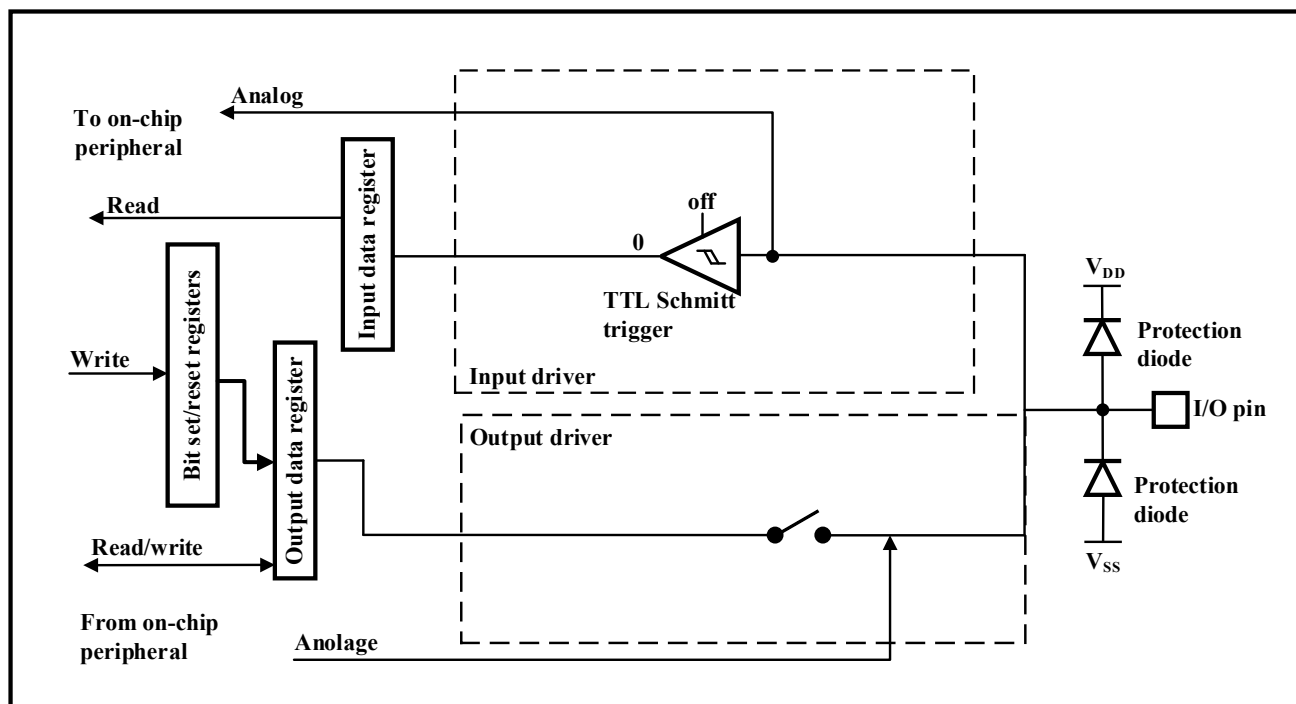 Analog
To on-chip
peripheral
Read
Input data register
off
0
TTL Schmitt
trigger
Input driver
V_DD
Protection
diode
I/O pin
Write
Bit set/reset registers
Output data register
Output driver
Protection
diode
V_SS
Read/write
From on-chip
peripheral
Anolage